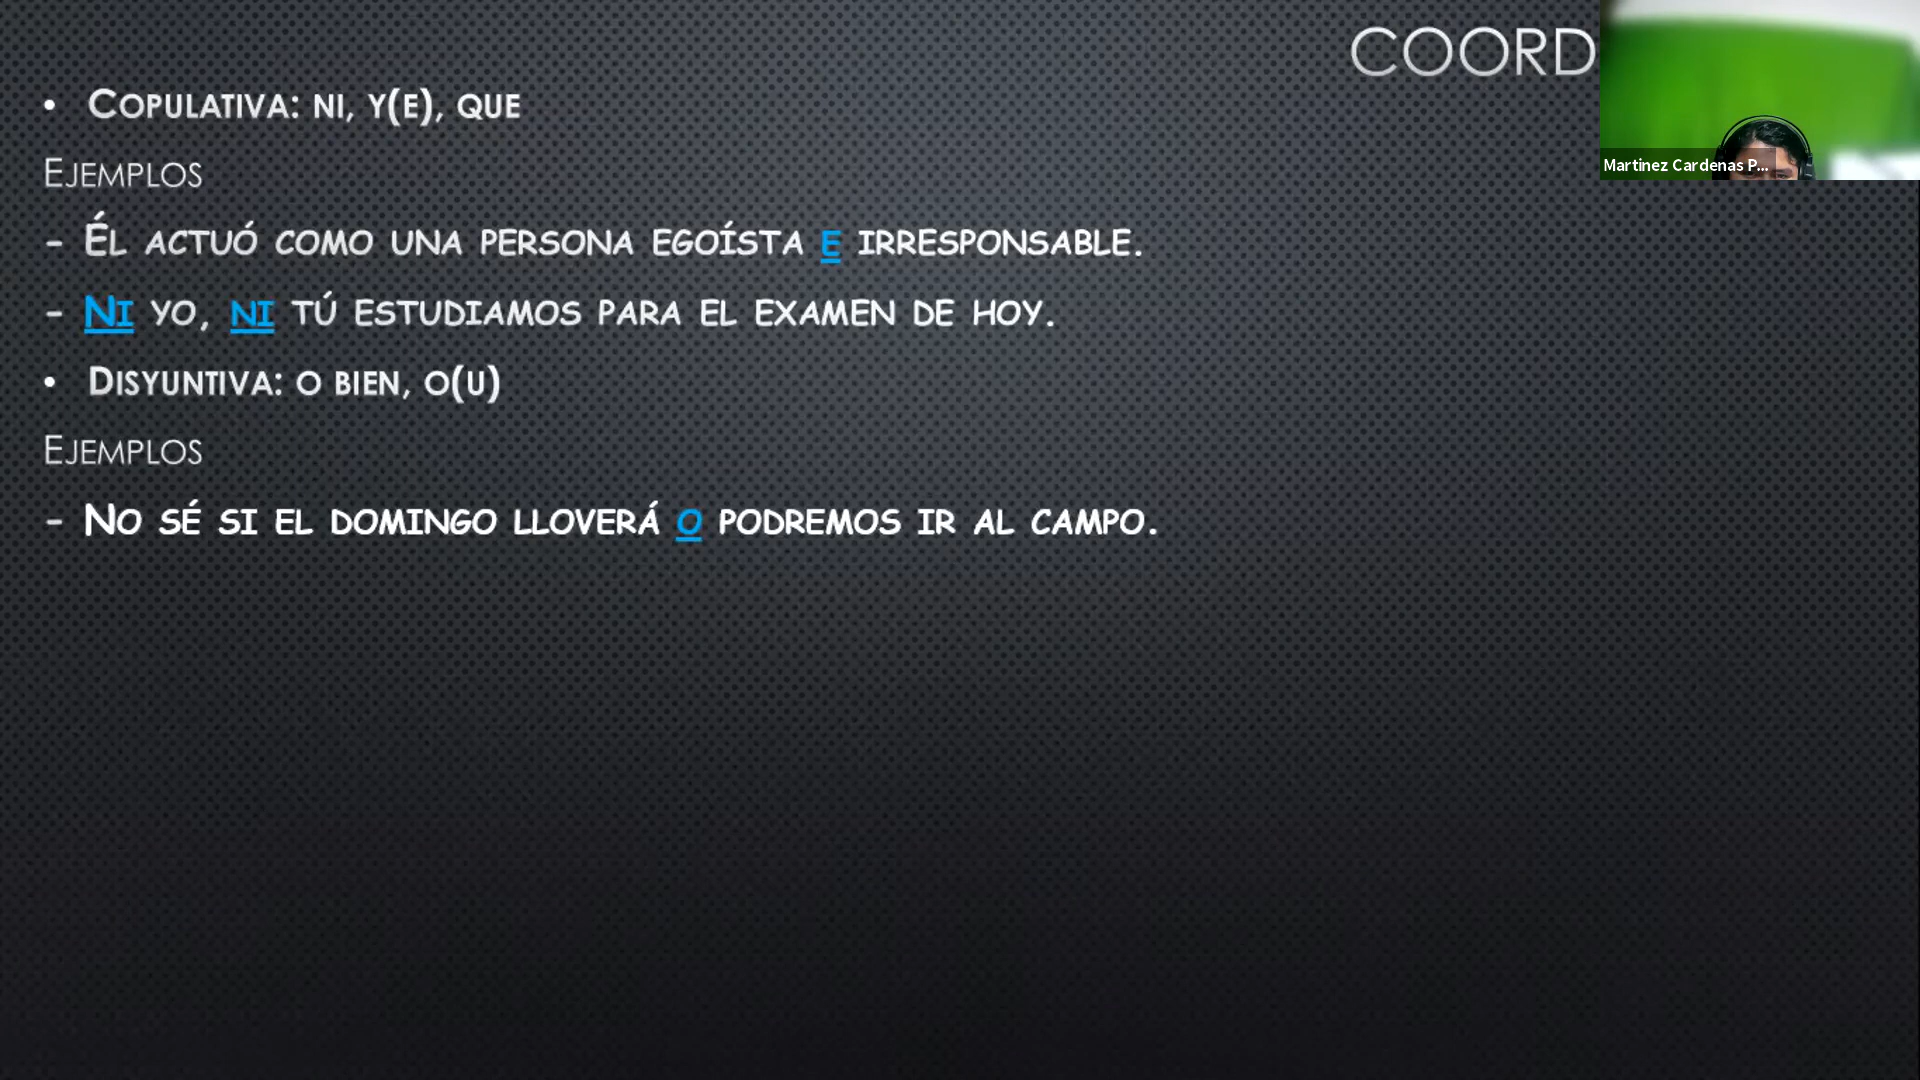 COORD
• COPULATIVA: NI, Y(E), QUE
EJEMPLOS
- ÉL ACTUÓ COMO UNA PERSONA EGOÍSTA E IRRESPONSABLE.
- NI YO, NI TÚ ESTUDIAMOS PARA EL EXAMEN DE HOY.
• DISYUNTIVA: O BIEN, O(U)
EJEMPLOS
- NO SÉ SI EL DOMINGO LLOVERÁ O PODREMOS IR AL CAMPO.
Martinez Cardenas P...